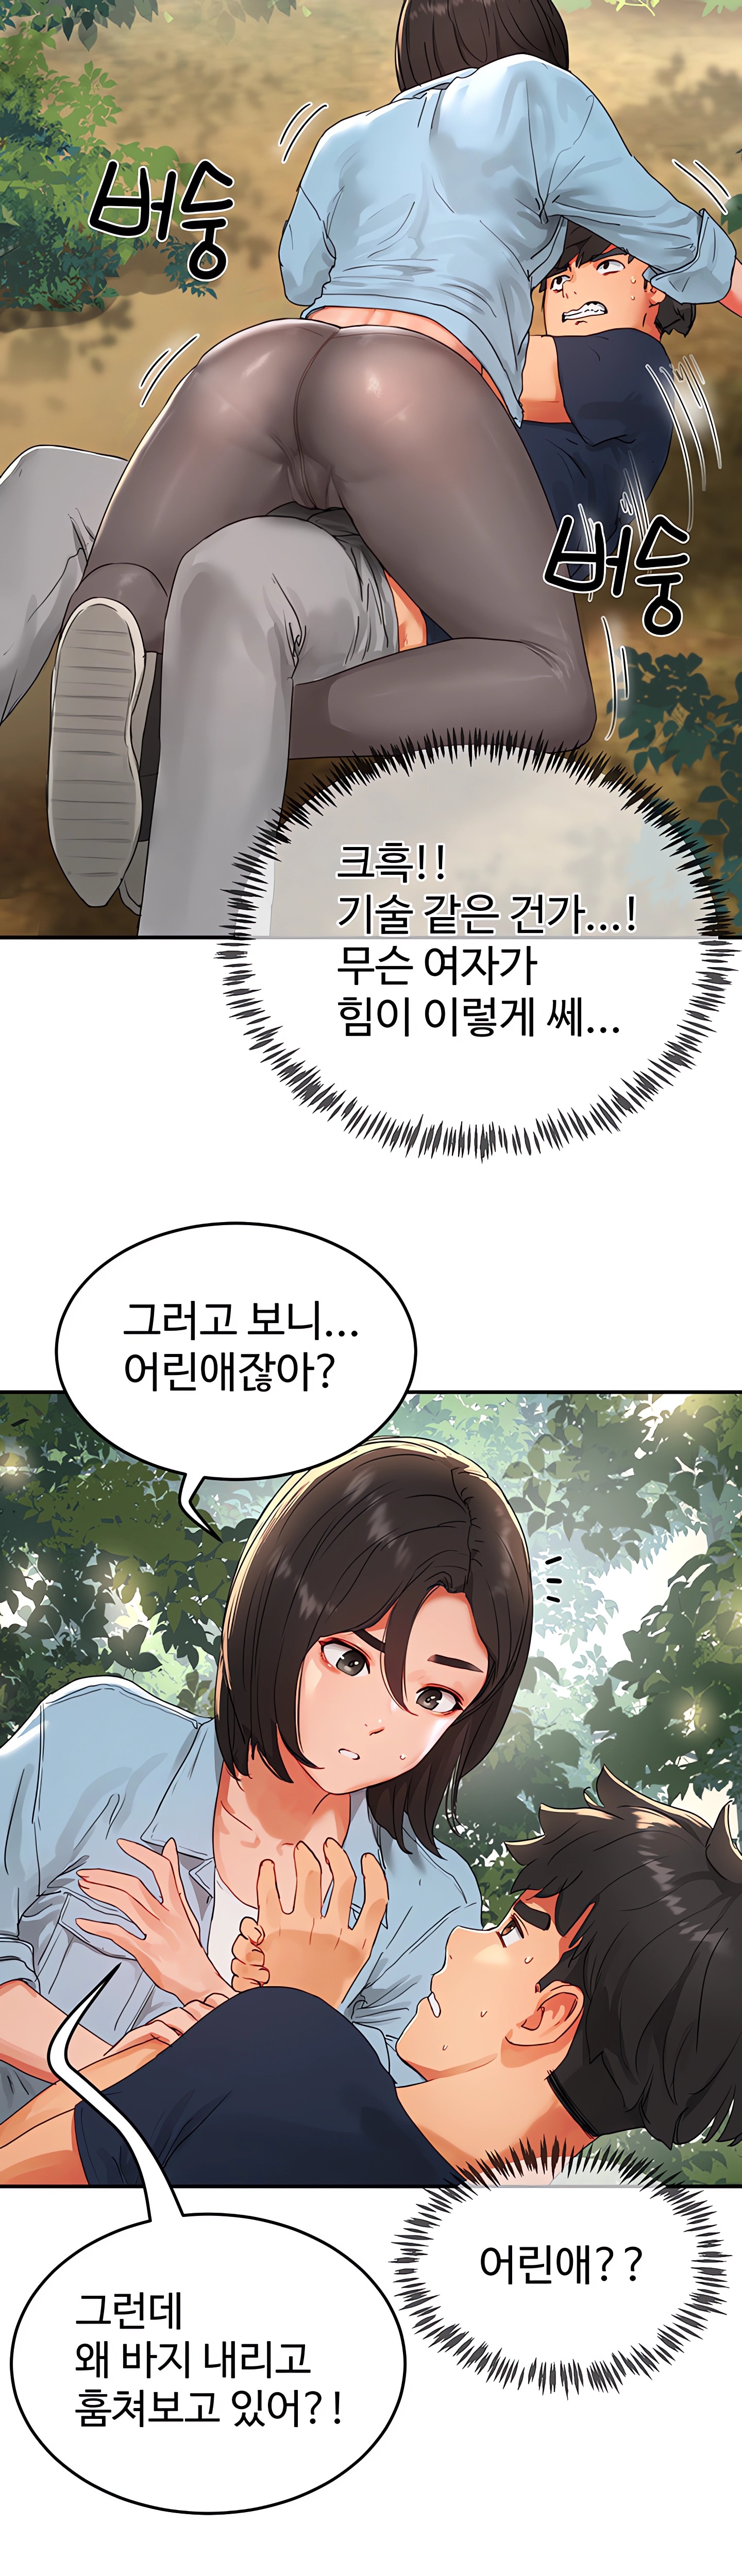 버둥
버둥
크흑!!
기술 같은 건가...!
무슨 여자가
힘이 이렇게 쎄...
그러고 보니...
어린애잖아?
어린애??
그런데
왜 바지 내리고
훔쳐보고 있어?!